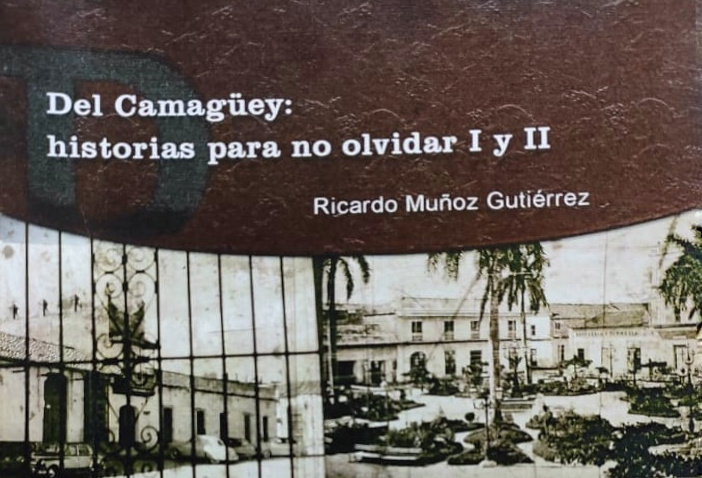 Del Camagüey:
historias para no olvidar I y II
Ricardo Muñoz Gutiérrez